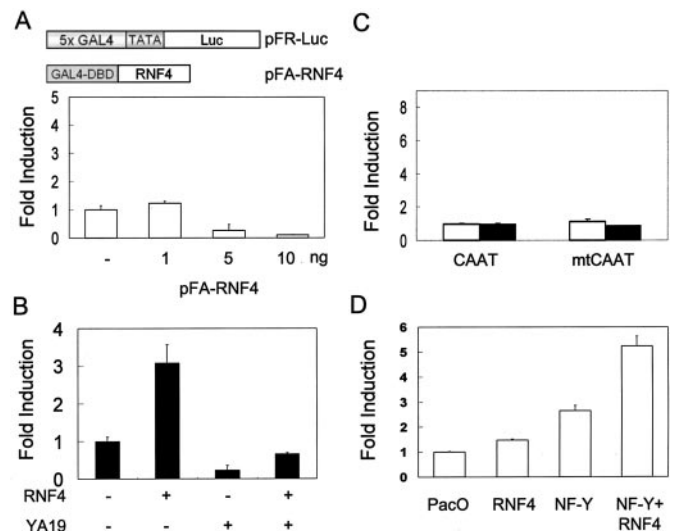 A
5x GAL4 TATA Luc pFR-Luc
GAL4-DBD RNF4 pFA-RNF4
Fold Induction
5
4
3
2
1
0
- 1 5 10 ng
pFA-RNF4
B
Fold Induction
4
3
2
1
0
RNF4 - + - +
YA19 - - + +
C
Fold Induction
8
6
4
2
0
CAAT mtCAAT
D
Fold Induction
6
5
4
3
2
1
0
PacO RNF4 NF-Y NF-Y+
RNF4